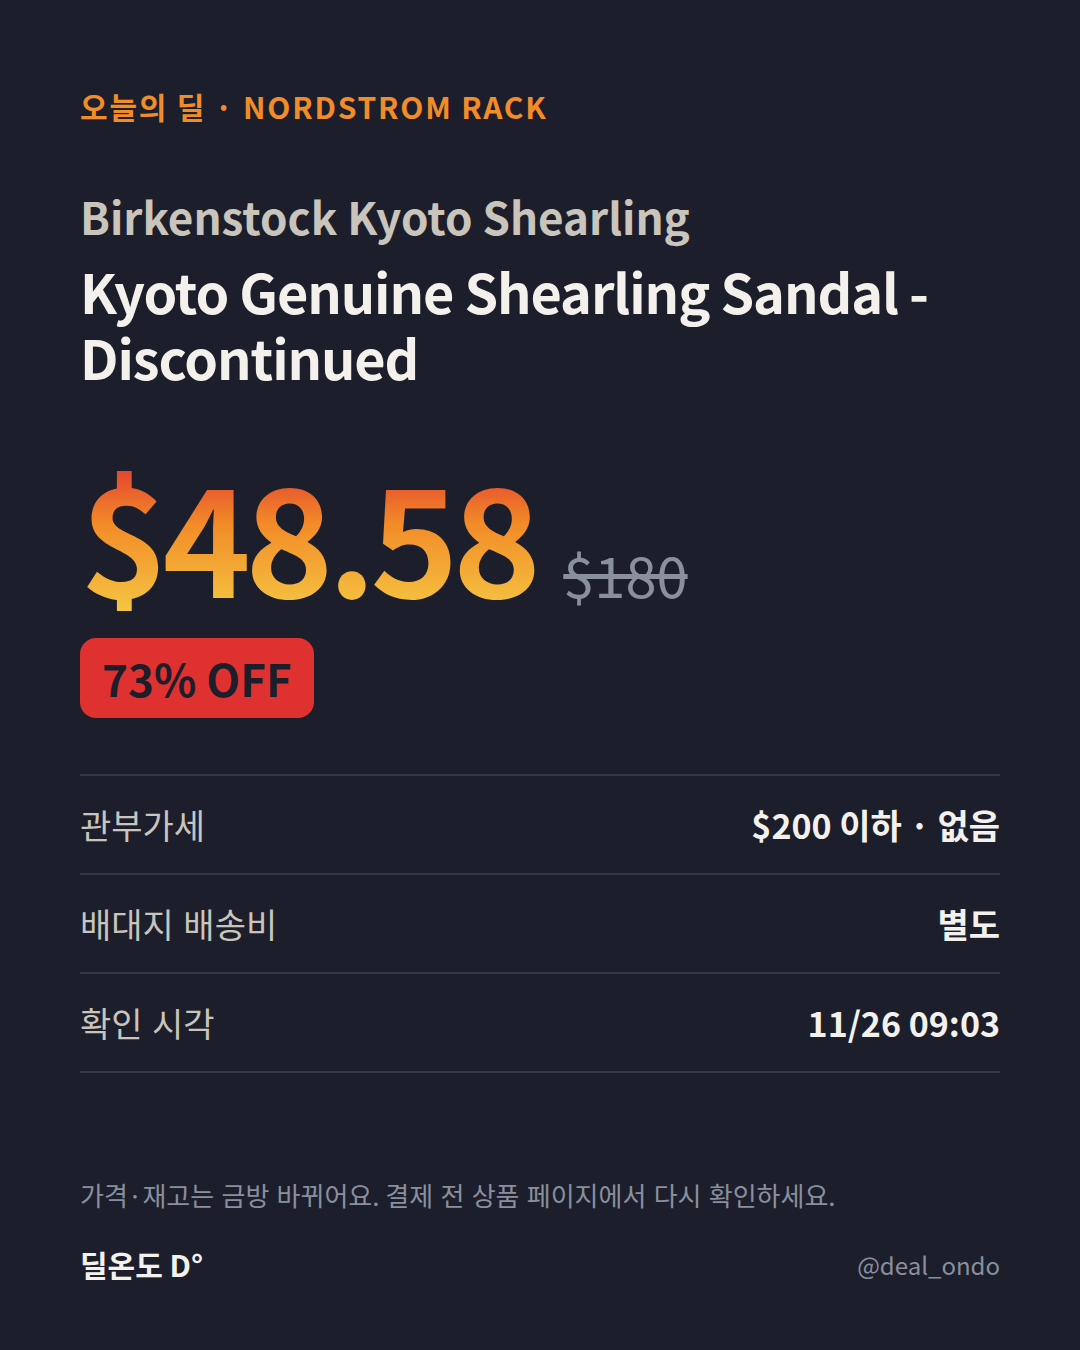 오늘의 딜 · NORDSTROM RACK
Birkenstock Kyoto Shearling
Kyoto Genuine Shearling Sandal -
Discontinued
$48.58 $180
73% OFF
관부가세 $200 이하 · 없음
배대지 배송비 별도
확인 시각 11/26 09:03
가격·재고는 금방 바뀌어요. 결제 전 상품 페이지에서 다시 확인하세요.
딜온도 D° @deal_ondo